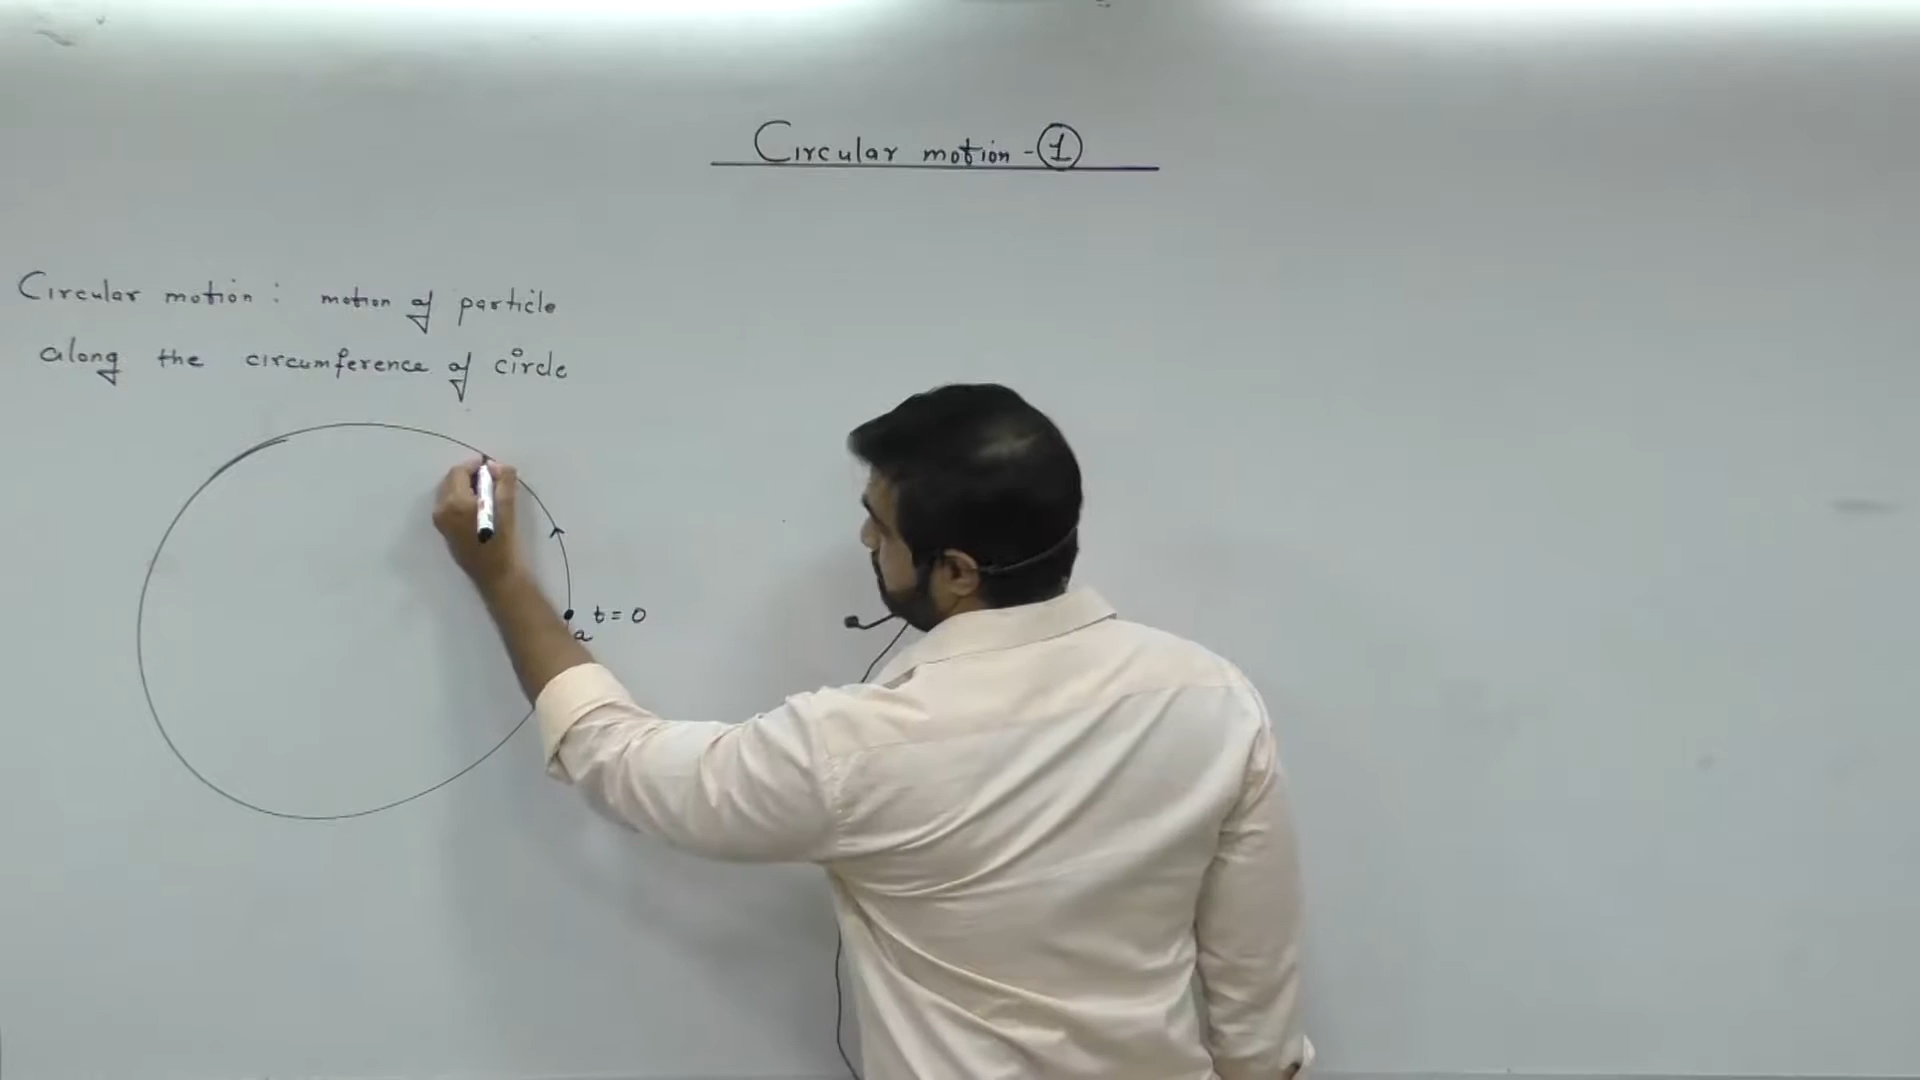 Circular motion - 1
Circular motion : motion of particle
along the circumference of circle
t = 0
a